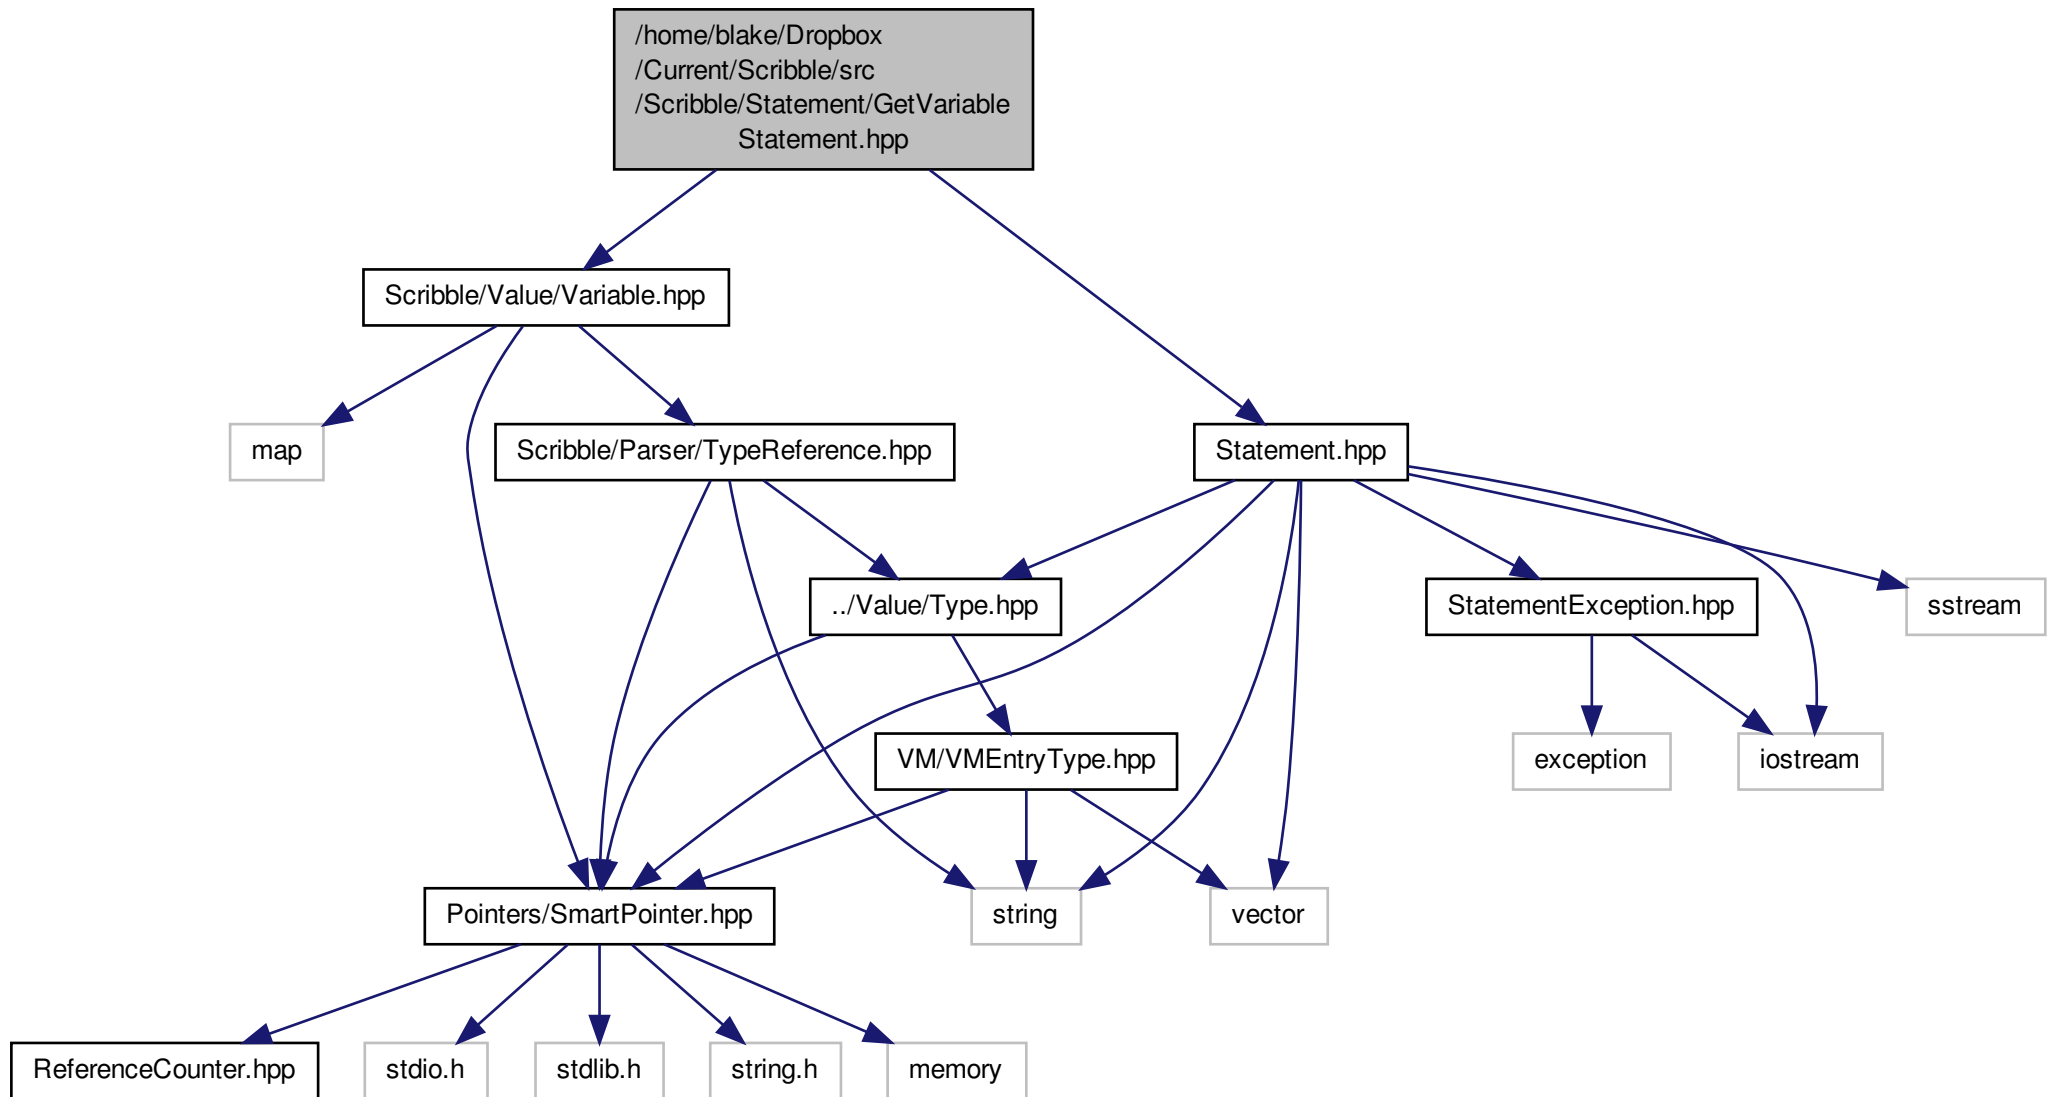 /home/blake/Dropbox
/Current/Scribble/src
/Scribble/Statement/GetVariable
Statement.hpp
Scribble/Value/Variable.hpp
map
Scribble/Parser/TypeReference.hpp
Statement.hpp
../Value/Type.hpp
StatementException.hpp
sstream
VM/VMEntryType.hpp
exception
iostream
Pointers/SmartPointer.hpp
string
vector
ReferenceCounter.hpp
stdio.h
stdlib.h
string.h
memory